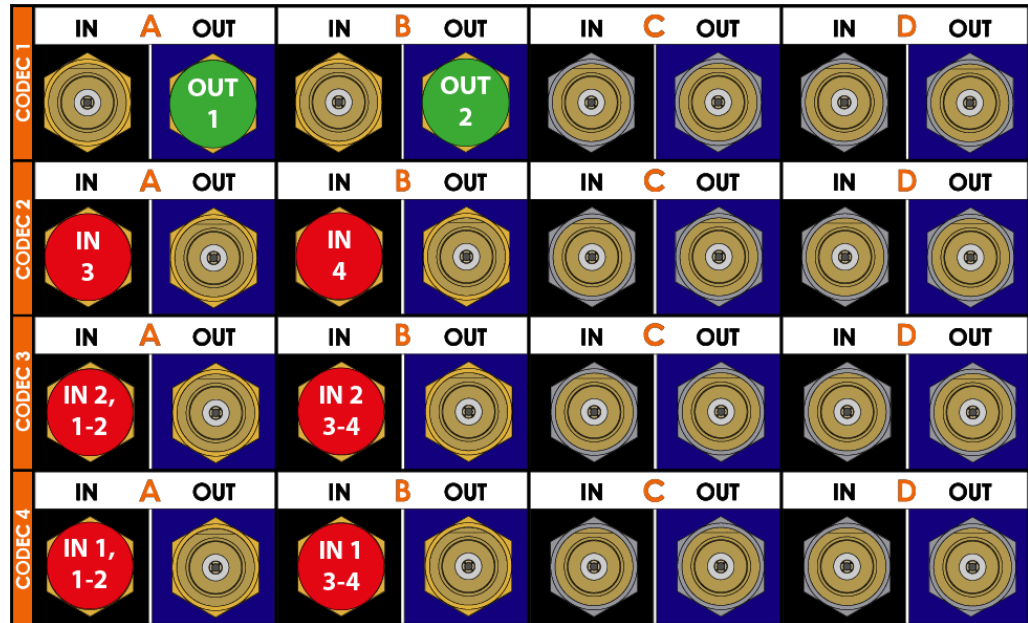 CODEC 1
IN A OUT IN B OUT IN C OUT IN D OUT
OUT
1
OUT
2
CODEC 2
IN A OUT IN B OUT IN C OUT IN D OUT
IN
3
IN
4
CODEC 3
IN A OUT IN B OUT IN C OUT IN D OUT
IN 2,
1-2
IN 2
3-4
CODEC 4
IN A OUT IN B OUT IN C OUT IN D OUT
IN 1,
1-2
IN 1
3-4